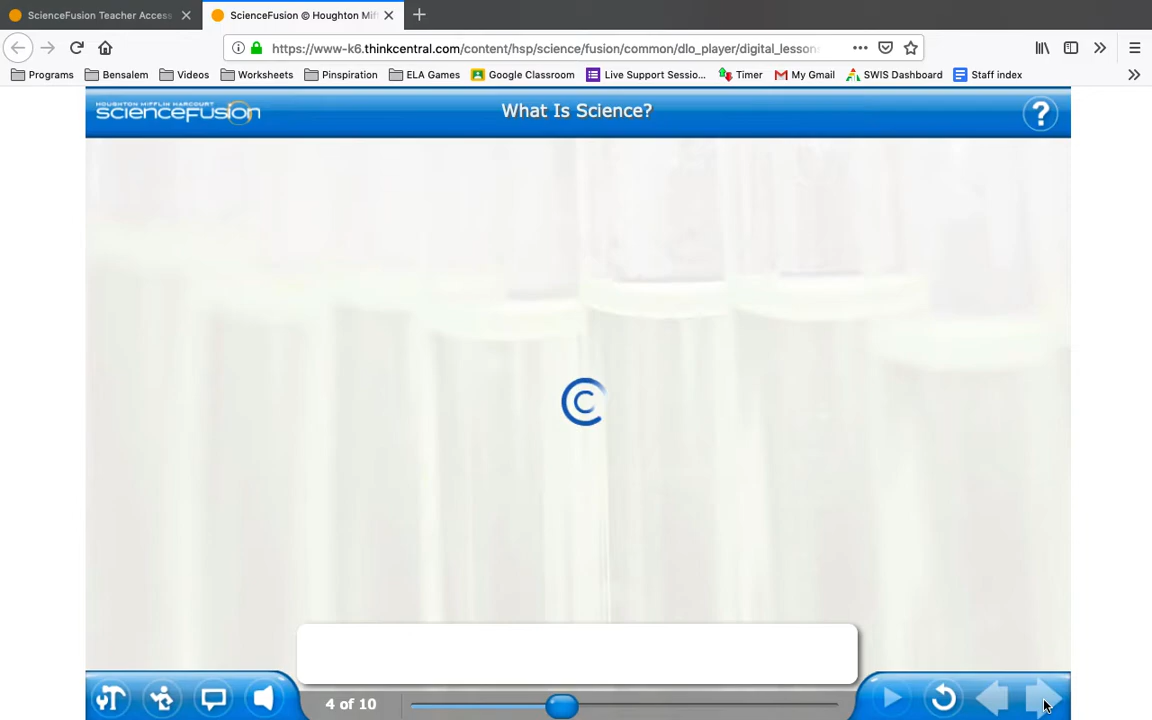 ScienceFusion Teacher Access
ScienceFusion © Houghton Miff
https://www-k6.thinkcentral.com/content/hsp/science/fusion/common/dlo_player/digital_lesson
Programs Bensalem Videos Worksheets Pinspiration ELA Games Google Classroom Live Support Sessio... Timer My Gmail SWIS Dashboard Staff index
HOUGHTON MIFFLIN HARCOURT
scienceFusion
What Is Science?
?
4 of 10